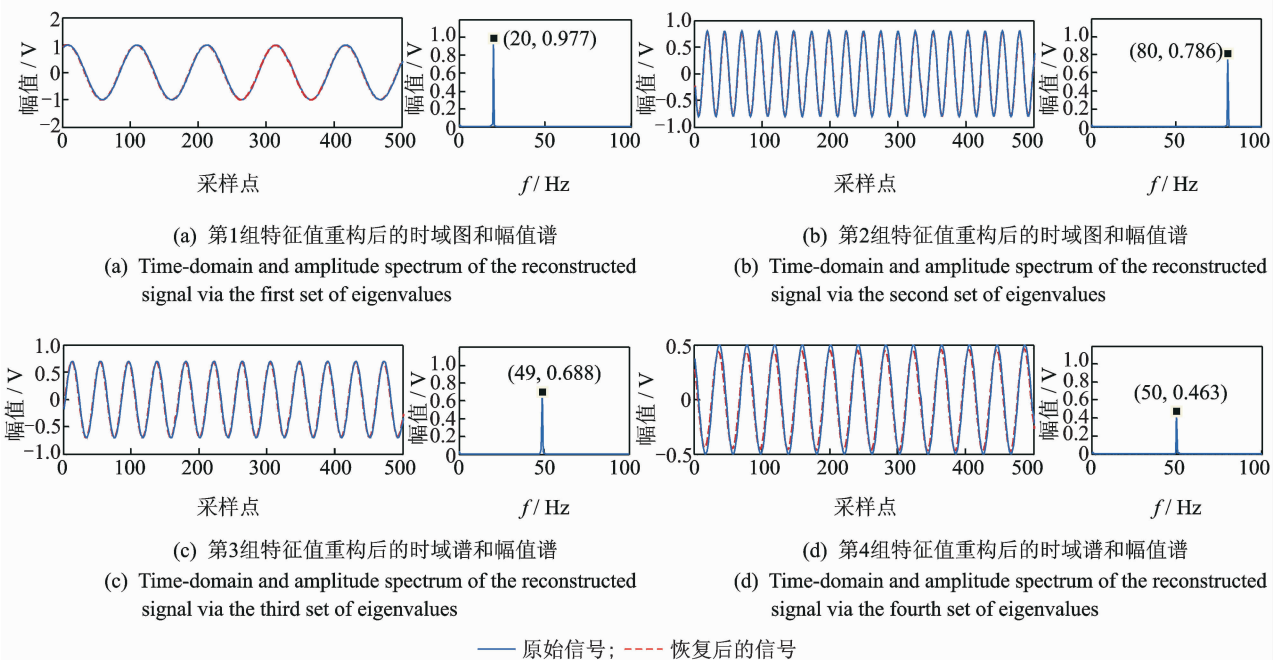 2
1
0
−1
−2
幅值 / V
0
100
200
300
400
500
采样点
1.0
0.8
0.6
0.4
0.2
0
幅值 / V
(20, 0.977)
0
50
100
f / Hz
1.0
0.5
0
−0.5
−1.0
幅值 / V
0
100
200
300
400
500
采样点
1.0
0.8
0.6
0.4
0.2
0
幅值 / V
(80, 0.786)
0
50
100
f / Hz
(a) 第1组特征值重构后的时域图和幅值谱
(a) Time-domain and amplitude spectrum of the reconstructed
signal via the first set of eigenvalues
(b) 第2组特征值重构后的时域图和幅值谱
(b) Time-domain and amplitude spectrum of the reconstructed
signal via the second set of eigenvalues
1.0
0.5
0
−0.5
−1.0
幅值 / V
0
100
200
300
400
500
采样点
1.0
0.8
0.6
0.4
0.2
0
幅值 / V
(49, 0.688)
0
50
100
f / Hz
0.5
0
−0.5
幅值 / V
0
100
200
300
400
500
采样点
1.0
0.8
0.6
0.4
0.2
0
幅值 / V
(50, 0.463)
0
50
100
f / Hz
(c) 第3组特征值重构后的时域谱和幅值谱
(c) Time-domain and amplitude spectrum of the reconstructed
signal via the third set of eigenvalues
(d) 第4组特征值重构后的时域谱和幅值谱
(d) Time-domain and amplitude spectrum of the reconstructed
signal via the fourth set of eigenvalues
原始信号; 恢复后的信号